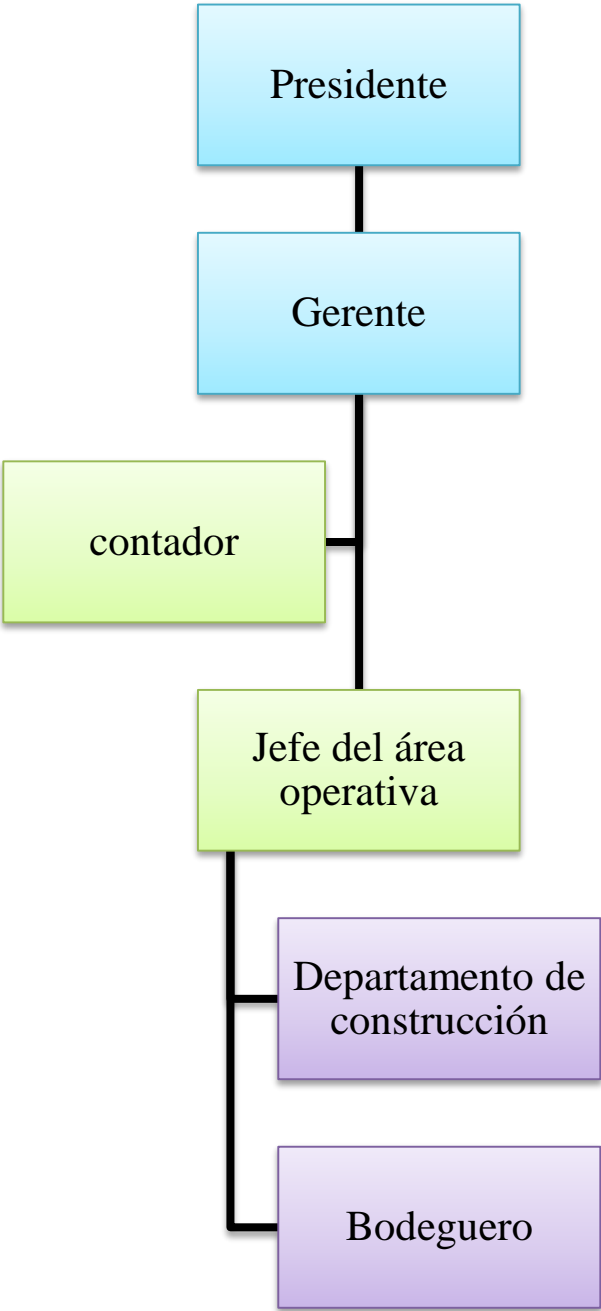 Presidente
Gerente
contador
Jefe del área
operativa
Departamento de
construcción
Bodeguero